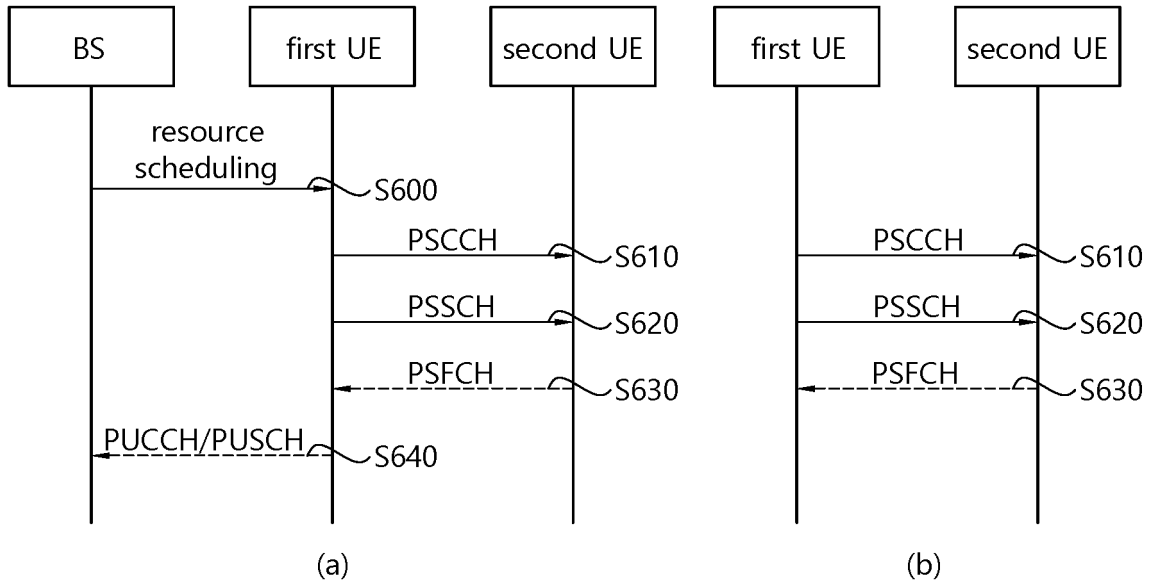 BS
first UE
second UE
first UE
second UE
resource
scheduling
S600
PSCCH
S610
PSCCH
S610
PSSCH
S620
PSSCH
S620
PSFCH
S630
PSFCH
S630
PUCCH/PUSCH
S640
(a)
(b)